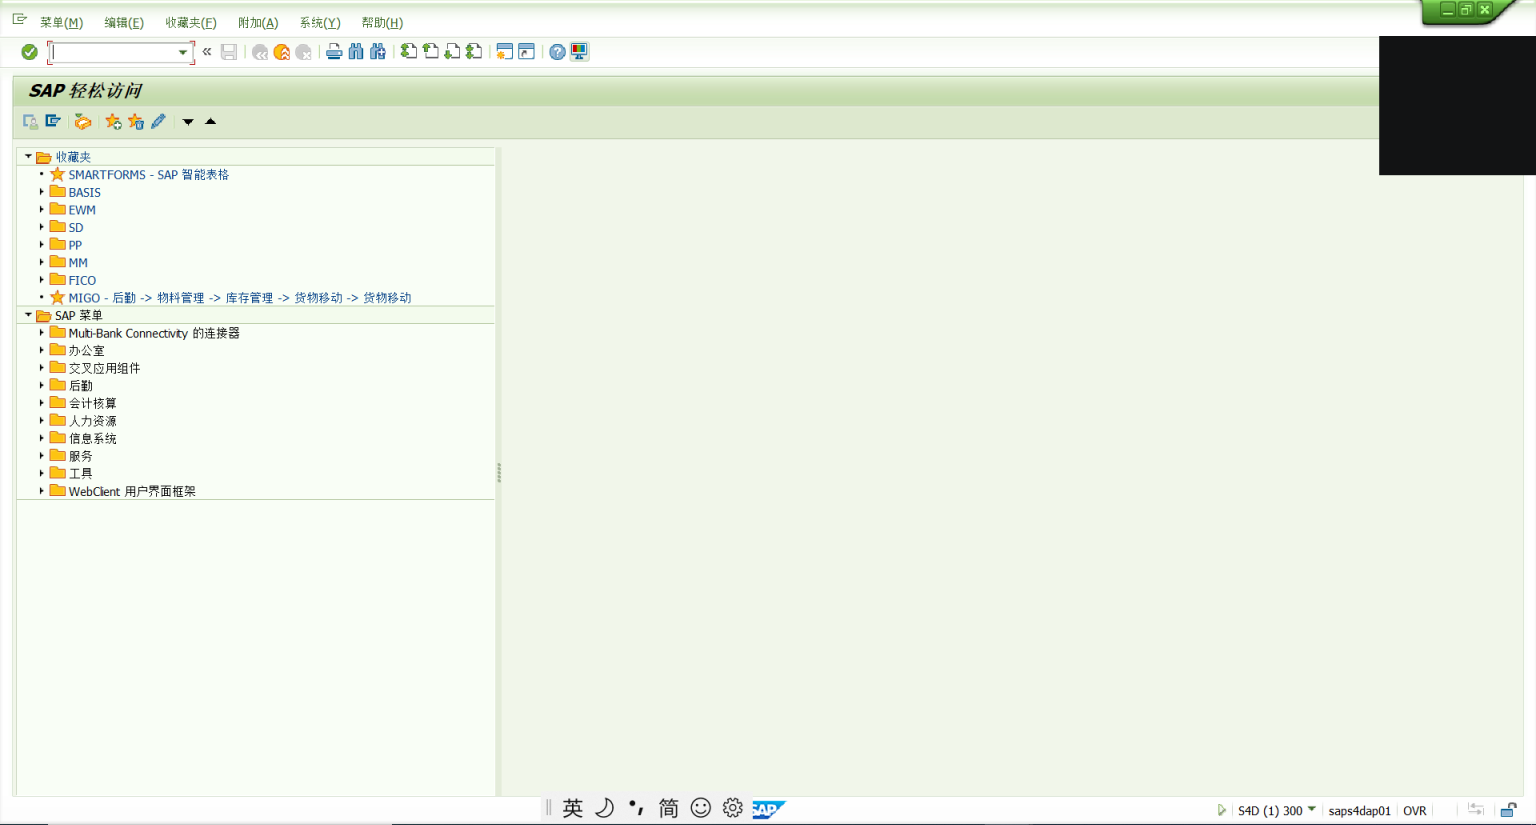 菜单(M) 编辑(E) 收藏夹(F) 附加(A) 系统(Y) 帮助(H)
SAP 轻松访问
收藏夹
SMARTFORMS - SAP 智能表格
BASIS
EWM
SD
PP
MM
FICO
MIGO - 后勤 -> 物料管理 -> 库存管理 -> 货物移动 -> 货物移动
SAP 菜单
Multi-Bank Connectivity 的连接器
办公室
交叉应用组件
后勤
会计核算
人力资源
信息系统
服务
工具
WebClient 用户界面框架
英 简 SAP
S4D (1) 300 saps4dap01 OVR